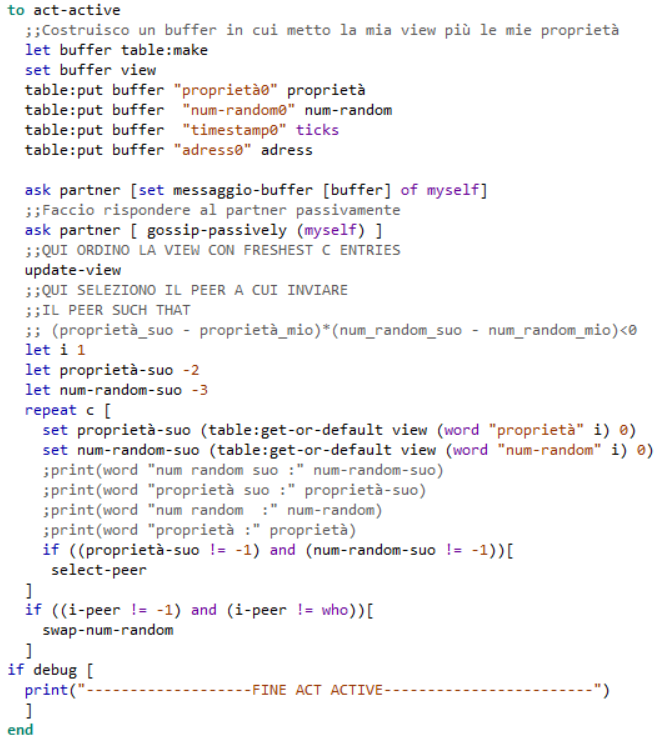 to act-active
  ;;Costruisco un buffer in cui metto la mia view più le mie proprietà
  let buffer table:make
  set buffer view
  table:put buffer "proprietà0" proprietà
  table:put buffer  "num-random0" num-random
  table:put buffer  "timestamp0" ticks
  table:put buffer "adress0" adress

  ask partner [set messaggio-buffer [buffer] of myself]
  ;;Faccio rispondere al partner passivamente
  ask partner [ gossip-passively (myself) ]
  ;;QUI ORDINO LA VIEW CON FRESHEST C ENTRIES
  update-view
  ;;QUI SELEZIONO IL PEER A CUI INVIARE
  ;;IL PEER SUCH THAT
  ;; (proprietà_suo - proprietà_mio)*(num_random_suo - num_random_mio)<0
  let i 1
  let proprietà-suo -2
  let num-random-suo -3
  repeat c [
    set proprietà-suo (table:get-or-default view (word "proprietà" i) 0)
    set num-random-suo (table:get-or-default view (word "num-random" i) 0)
    ;print(word "num random suo :" num-random-suo)
    ;print(word "proprietà suo :" proprietà-suo)
    ;print(word "num random  :" num-random)
    ;print(word "proprietà :" proprietà)
    if ((proprietà-suo != -1) and (num-random-suo != -1))[
     select-peer
  ]
  if ((i-peer != -1) and (i-peer != who))[
    swap-num-random
  ]
if debug [
  print("-------------------FINE ACT ACTIVE------------------------")
  ]
end